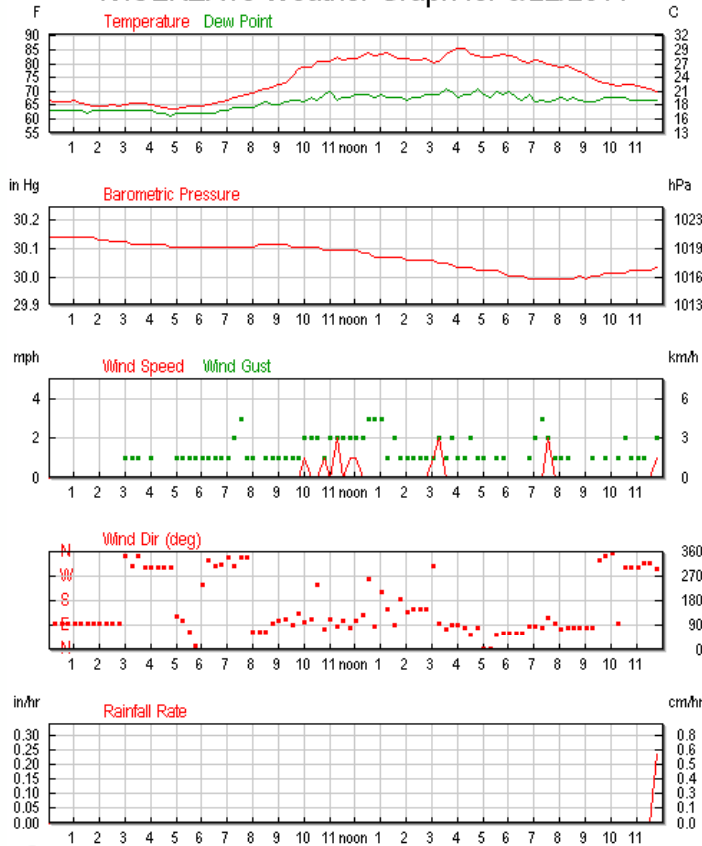 Weather Graph for
F Temperature Dew Point C
90 32
85 29
80 27
75 24
70 21
65 18
60 16
55 13
1 2 3 4 5 6 7 8 9 10 11 noon 1 2 3 4 5 6 7 8 9 10 11
in Hg Barometric Pressure hPa
30.2 1023
30.1 1019
30.0 1016
29.9 1013
1 2 3 4 5 6 7 8 9 10 11 noon 1 2 3 4 5 6 7 8 9 10 11
mph Wind Speed Wind Gust km/h
4 6
2 3
0 0
1 2 3 4 5 6 7 8 9 10 11 noon 1 2 3 4 5 6 7 8 9 10 11
Wind Dir (deg)
N 360
W 270
S 180
E 90
N 0
1 2 3 4 5 6 7 8 9 10 11 noon 1 2 3 4 5 6 7 8 9 10 11
in/hr Rainfall Rate cm/hr
0.30 0.8
0.25 0.6
0.20 0.5
0.15 0.4
0.10 0.3
0.05 0.1
0.00 0.0
1 2 3 4 5 6 7 8 9 10 11 noon 1 2 3 4 5 6 7 8 9 10 11